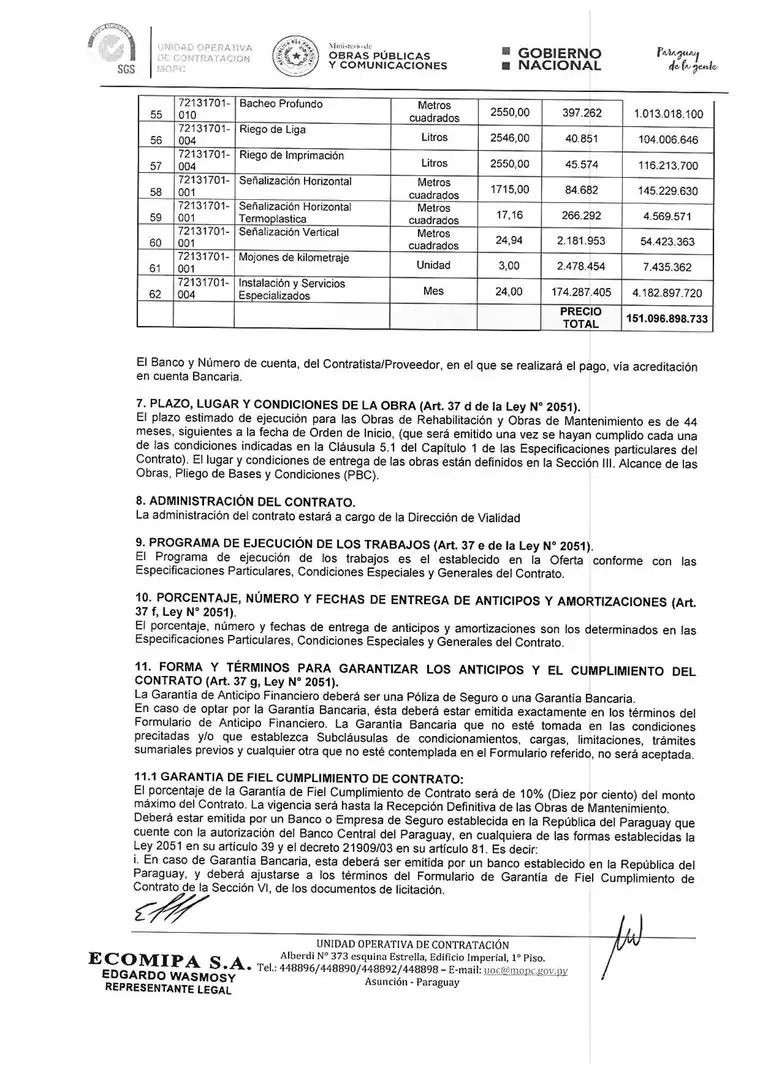 SGS
UNIDAD OPERATIVA
DE CONTRATACION
MOPC
Ministerio de
OBRAS PÚBLICAS
Y COMUNICACIONES
GOBIERNO
NACIONAL
Paraguay
de la gente
55 72131701-010 Bacheo Profundo Metros cuadrados 2550,00 397.262 1.013.018.100
56 72131701-004 Riego de Liga Litros 2546,00 40.851 104.006.646
57 72131701-004 Riego de Imprimación Litros 2550,00 45.574 116.213.700
58 72131701-001 Señalización Horizontal Metros cuadrados 1715,00 84.682 145.229.630
59 72131701-001 Señalización Horizontal Termoplastica Metros cuadrados 17,16 266.292 4.569.571
60 72131701-001 Señalización Vertical Metros cuadrados 24,94 2.181.953 54.423.363
61 72131701-001 Mojones de kilometraje Unidad 3,00 2.478.454 7.435.362
62 72131701-004 Instalación y Servicios Especializados Mes 24,00 174.287.405 4.182.897.720
PRECIO TOTAL 151.096.898.733
El Banco y Número de cuenta, del Contratista/Proveedor, en el que se realizará el pago, vía acreditación
en cuenta Bancaria.
7. PLAZO, LUGAR Y CONDICIONES DE LA OBRA (Art. 37 d de la Ley N° 2051).
El plazo estimado de ejecución para las Obras de Rehabilitación y Obras de Mantenimiento es de 44
meses, siguientes a la fecha de Orden de Inicio, (que será emitido una vez se hayan cumplido cada una
de las condiciones indicadas en la Cláusula 5.1 del Capítulo 1 de las Especificaciones particulares del
Contrato). El lugar y condiciones de entrega de las obras están definidos en la Sección III. Alcance de las
Obras, Pliego de Bases y Condiciones (PBC).
8. ADMINISTRACIÓN DEL CONTRATO.
La administración del contrato estará a cargo de la Dirección de Vialidad
9. PROGRAMA DE EJECUCIÓN DE LOS TRABAJOS (Art. 37 e de la Ley N° 2051).
El Programa de ejecución de los trabajos es el establecido en la Oferta conforme con las
Especificaciones Particulares, Condiciones Especiales y Generales del Contrato.
10. PORCENTAJE, NÚMERO Y FECHAS DE ENTREGA DE ANTICIPOS Y AMORTIZACIONES (Art.
37 f, Ley N° 2051).
El porcentaje, número y fechas de entrega de anticipos y amortizaciones son los determinados en las
Especificaciones Particulares, Condiciones Especiales y Generales del Contrato.
11. FORMA Y TÉRMINOS PARA GARANTIZAR LOS ANTICIPOS Y EL CUMPLIMIENTO DEL
CONTRATO (Art. 37 g, Ley N° 2051).
La Garantía de Anticipo Financiero deberá ser una Póliza de Seguro o una Garantía Bancaria.
En caso de optar por la Garantía Bancaria, ésta deberá estar emitida exactamente en los términos del
Formulario de Anticipo Financiero. La Garantía Bancaria que no esté tomada en las condiciones
precitadas y/o que establezca Subcláusulas de condicionamientos, cargas, limitaciones, trámites
sumariales previos y cualquier otra que no esté contemplada en el Formulario referido, no será aceptada.
11.1 GARANTIA DE FIEL CUMPLIMIENTO DE CONTRATO:
El porcentaje de la Garantía de Fiel Cumplimiento de Contrato será de 10% (Diez por ciento) del monto
máximo del Contrato. La vigencia será hasta la Recepción Definitiva de las Obras de Mantenimiento.
Deberá estar emitida por un Banco o Empresa de Seguro establecida en la República del Paraguay que
cuente con la autorización del Banco Central del Paraguay, en cualquiera de las formas establecidas la
Ley 2051 en su artículo 39 y el decreto 21909/03 en su artículo 81. Es decir:
i. En caso de Garantía Bancaria, esta deberá ser emitida por un banco establecido en la República del
Paraguay, y deberá ajustarse a los términos del Formulario de Garantía de Fiel Cumplimiento de
Contrato de la Sección VI, de los documentos de licitación.
UNIDAD OPERATIVA DE CONTRATACIÓN
Alberdi N° 373 esquina Estrella, Edificio Imperial, 1° Piso.
Tel.: 448896/448890/448892/448898 – E-mail: uoc@mopc.gov.py
Asunción - Paraguay
ECOMIPA S.A.
EDGARDO WASMOSY
REPRESENTANTE LEGAL